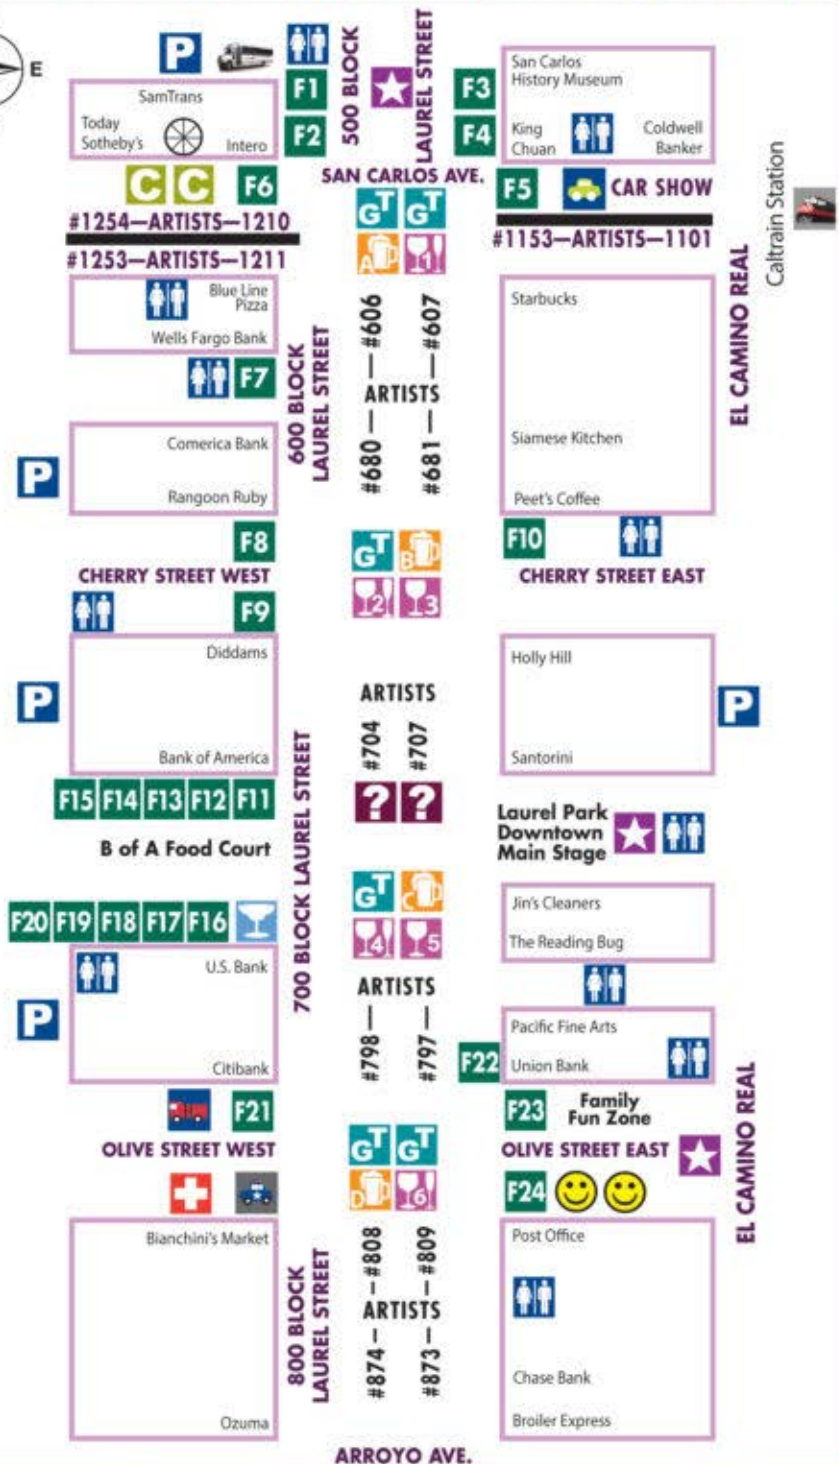 E
P
F1
F2
500 BLOCK
LAUREL STREET
F3
F4
San Carlos
History Museum
King
Chuan
Coldwell
Banker
SamTrans
Today
Sotheby's
Intero
SAN CARLOS AVE.
C C F6
#1254—ARTISTS—1210
#1253—ARTISTS—1211
GT GT
A 1
F5 CAR SHOW
#1153—ARTISTS—1101
Caltrain Station
EL CAMINO REAL
Blue Line
Pizza
Wells Fargo Bank
F7
600 BLOCK
LAUREL STREET
#606 #607
ARTISTS
#680 #681
Starbucks
Siamese Kitchen
Peet's Coffee
P
Comerica Bank
Rangoon Ruby
F8
CHERRY STREET WEST
F9
GT B
2 3
F10
CHERRY STREET EAST
P
Diddams
Bank of America
ARTISTS
#704 #707
? ?
Holly Hill
Santorini
P
F15 F14 F13 F12 F11
B of A Food Court
700 BLOCK LAUREL STREET
Laurel Park
Downtown
Main Stage
F20 F19 F18 F17 F16
GT C
4 5
Jin's Cleaners
The Reading Bug
P
U.S. Bank
Citibank
ARTISTS
#798 #797
Pacific Fine Arts
Union Bank
F22
F21
OLIVE STREET WEST
F23
Family
Fun Zone
OLIVE STREET EAST
F24
EL CAMINO REAL
GT GT
D 6
Bianchini's Market
Ozuma
800 BLOCK
LAUREL STREET
#808 #809
ARTISTS
#874 #873
Post Office
Chase Bank
Broiler Express
ARROYO AVE.